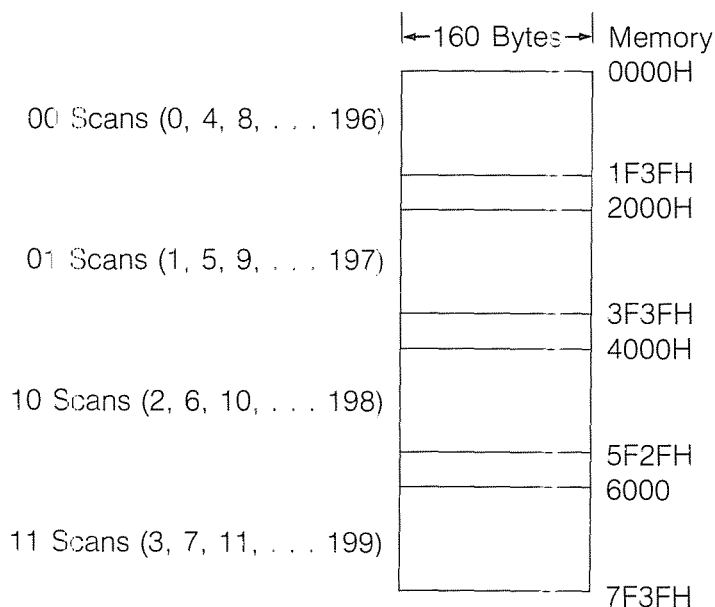 160 Bytes Memory
0000H
00 Scans (0, 4, 8, . . . 196)
1F3FH
2000H
01 Scans (1, 5, 9, . . . 197)
3F3FH
4000H
10 Scans (2, 6, 10, . . . 198)
5F2FH
6000
11 Scans (3, 7, 11, . . . 199)
7F3FH